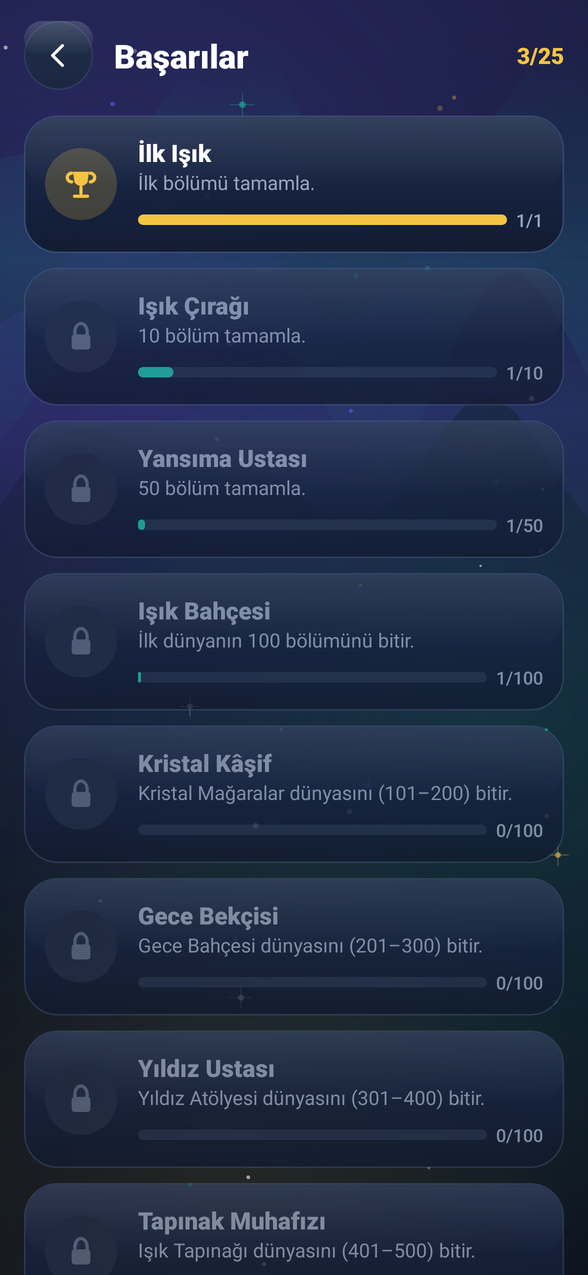 Başarılar
3/25
İlk Işık
İlk bölümü tamamla.
1/1
Işık Çırağı
10 bölüm tamamla.
1/10
Yansıma Ustası
50 bölüm tamamla.
1/50
Işık Bahçesi
İlk dünyanın 100 bölümünü bitir.
1/100
Kristal Kâşif
Kristal Mağaralar dünyasını (101–200) bitir.
0/100
Gece Bekçisi
Gece Bahçesi dünyasını (201–300) bitir.
0/100
Yıldız Ustası
Yıldız Atölyesi dünyasını (301–400) bitir.
0/100
Tapınak Muhafızı
Işık Tapınağı dünyasını (401–500) bitir.